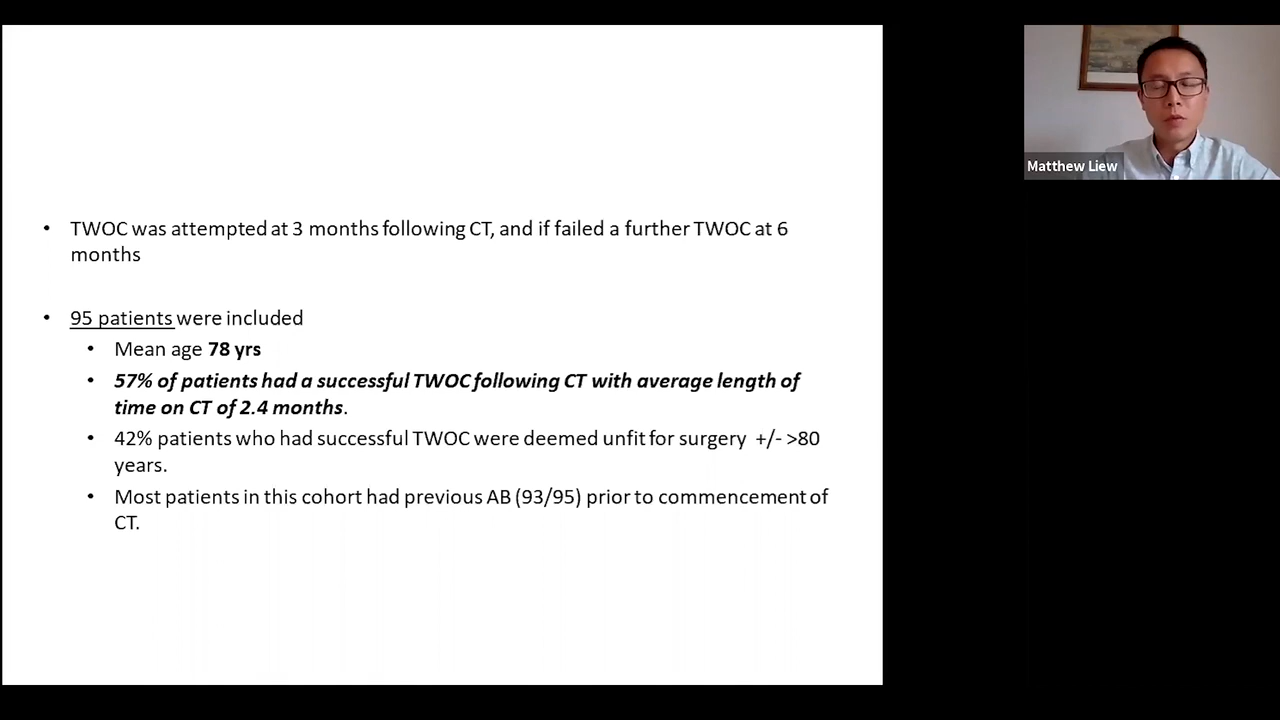 • TWOC was attempted at 3 months following CT, and if failed a further TWOC at 6
months
• 95 patients were included
• Mean age 78 yrs
• 57% of patients had a successful TWOC following CT with average length of
time on CT of 2.4 months.
• 42% patients who had successful TWOC were deemed unfit for surgery +/- >80
years.
• Most patients in this cohort had previous AB (93/95) prior to commencement of
CT.
Matthew Liew